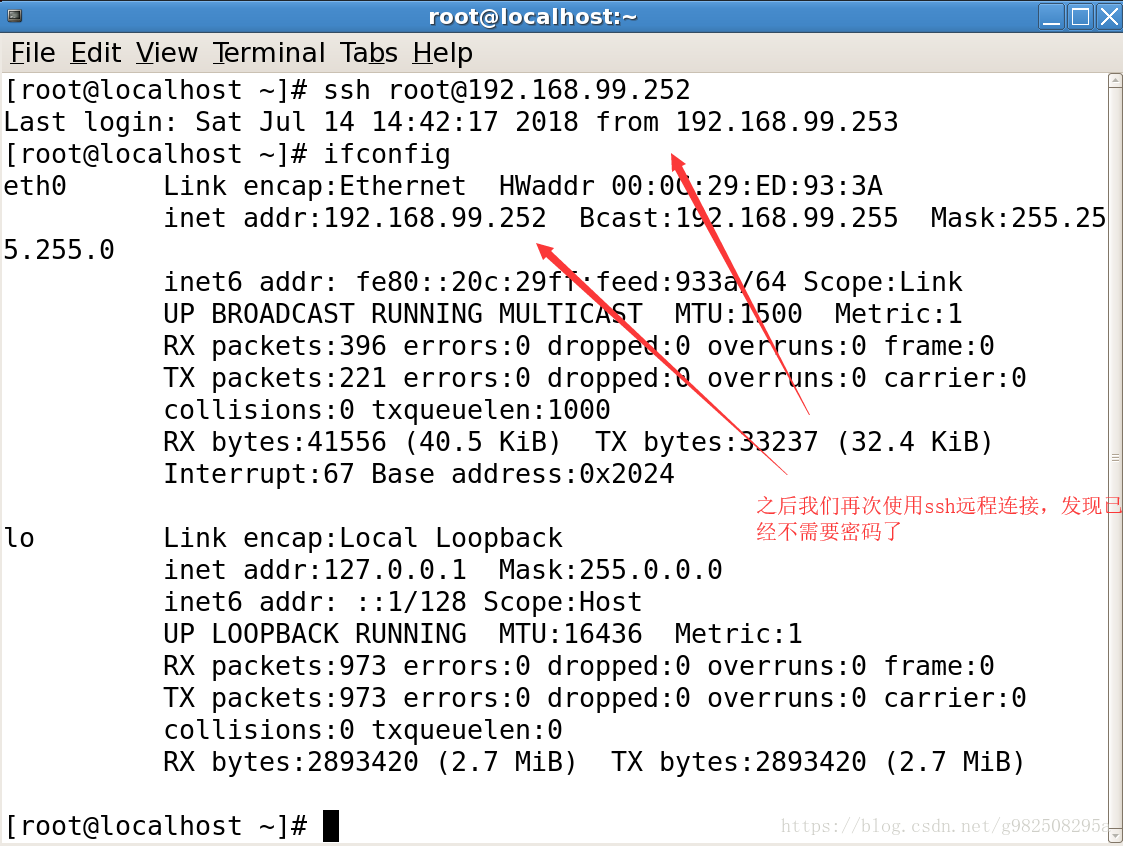 root@localhost:~
File Edit View Terminal Tabs Help
[root@localhost ~]# ssh root@192.168.99.252
Last login: Sat Jul 14 14:42:17 2018 from 192.168.99.253
[root@localhost ~]# ifconfig
eth0      Link encap:Ethernet  HWaddr 00:0C:29:ED:93:3A
          inet addr:192.168.99.252  Bcast:192.168.99.255  Mask:255.25
5.255.0
          inet6 addr: fe80::20c:29ff:feed:933a/64 Scope:Link
          UP BROADCAST RUNNING MULTICAST  MTU:1500  Metric:1
          RX packets:396 errors:0 dropped:0 overruns:0 frame:0
          TX packets:221 errors:0 dropped:0 overruns:0 carrier:0
          collisions:0 txqueuelen:1000
          RX bytes:41556 (40.5 KiB)  TX bytes:33237 (32.4 KiB)
          Interrupt:67 Base address:0x2024
之后我们再次使用ssh远程连接，发现已
经不需要密码了
lo        Link encap:Local Loopback
          inet addr:127.0.0.1  Mask:255.0.0.0
          inet6 addr: ::1/128 Scope:Host
          UP LOOPBACK RUNNING  MTU:16436  Metric:1
          RX packets:973 errors:0 dropped:0 overruns:0 frame:0
          TX packets:973 errors:0 dropped:0 overruns:0 carrier:0
          collisions:0 txqueuelen:0
          RX bytes:2893420 (2.7 MiB)  TX bytes:2893420 (2.7 MiB)
[root@localhost ~]#
https://blog.csdn.net/g982508295a